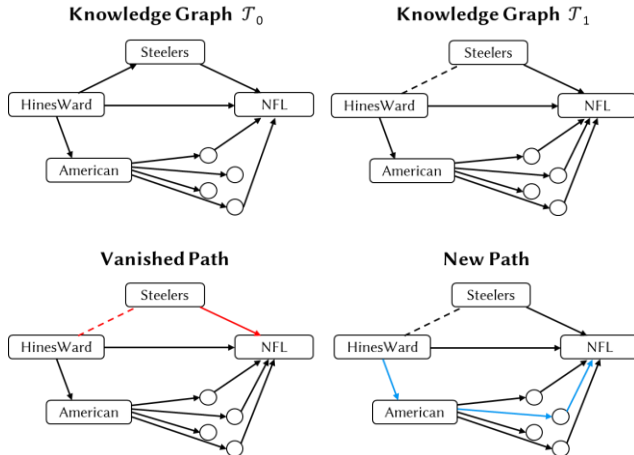 Knowledge Graph 𝒯₀
Steelers
HinesWard
NFL
American
Knowledge Graph 𝒯₁
Steelers
HinesWard
NFL
American
Vanished Path
Steelers
HinesWard
NFL
American
New Path
Steelers
HinesWard
NFL
American